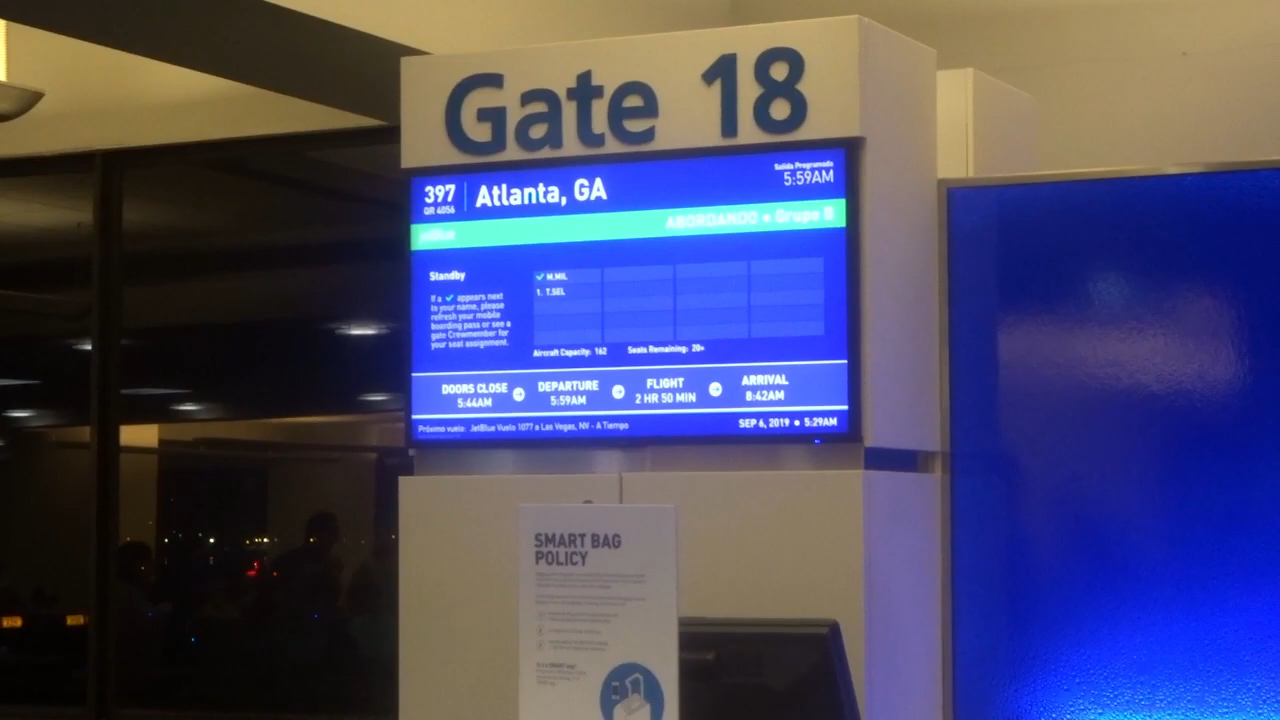 Gate 18
397
QR 4056
Atlanta, GA
Salida Programada
5:59AM
jetBlue
ABORDANDO • Grupo
Standby
If a ✓ appears next
to your name, please
refresh your mobile
boarding pass or see a
gate Crewmember for
your seat assignment.
✓ M.MIL
1. T.SEL
Aircraft Capacity: 162 Seats Remaining: 20+
DOORS CLOSE
5:44AM
DEPARTURE
5:59AM
FLIGHT
2 HR 50 MIN
ARRIVAL
8:42AM
Próximo vuelo: JetBlue Vuelo 1077 a Las Vegas, NV - A Tiempo
SEP 6, 2019 • 5:29AM
SMART BAG
POLICY